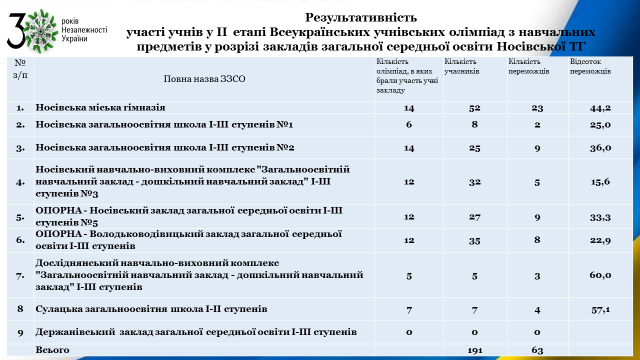 30 років
Незалежності
України
Результативність
участі учнів у ІІ етапі Всеукраїнських учнівських олімпіад з навчальних
предметів у розрізі закладів загальної середньої освіти Носівської ТГ
№
з/п
Повна назва ЗЗСО
Кількість
олімпіад, в яких
брали участь учні
закладу
Кількість
учасників
Кількість
переможців
Відсоток
переможців
1. Носівська міська гімназія 14 52 23 44,2
2. Носівська загальноосвітня школа І-ІІІ ступенів №1 6 8 2 25,0
3. Носівська загальноосвітня школа І-ІІІ ступенів №2 14 25 9 36,0
4. Носівський навчально-виховний комплекс "Загальноосвітній
навчальний заклад - дошкільний навчальний заклад" І-ІІІ
ступенів №3 12 32 5 15,6
5. ОПОРНА - Носівський заклад загальної середньої освіти І-ІІІ
ступенів №5 12 27 9 33,3
6. ОПОРНА - Володьководівицький заклад загальної середньої
освіти І-ІІІ ступенів 12 35 8 22,9
7. Досліднянський навчально-виховний комплекс
"Загальноосвітній навчальний заклад - дошкільний навчальний
заклад" І-ІІІ ступенів 5 5 3 60,0
8 Сулацька загальноосвітня школа І-ІІ ступенів 7 7 4 57,1
9 Держанівський заклад загальної середньої освіти І-ІІІ ступенів 0 0 0
Всього 191 63